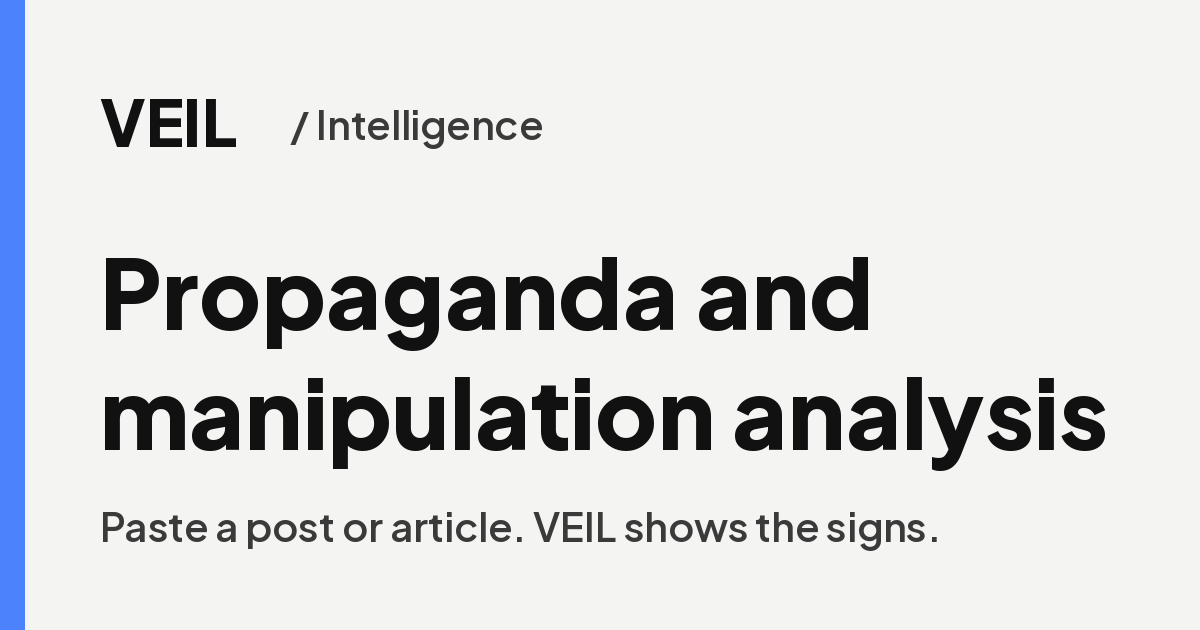 VEIL / Intelligence
Propaganda and
manipulation analysis
Paste a post or article. VEIL shows the signs.